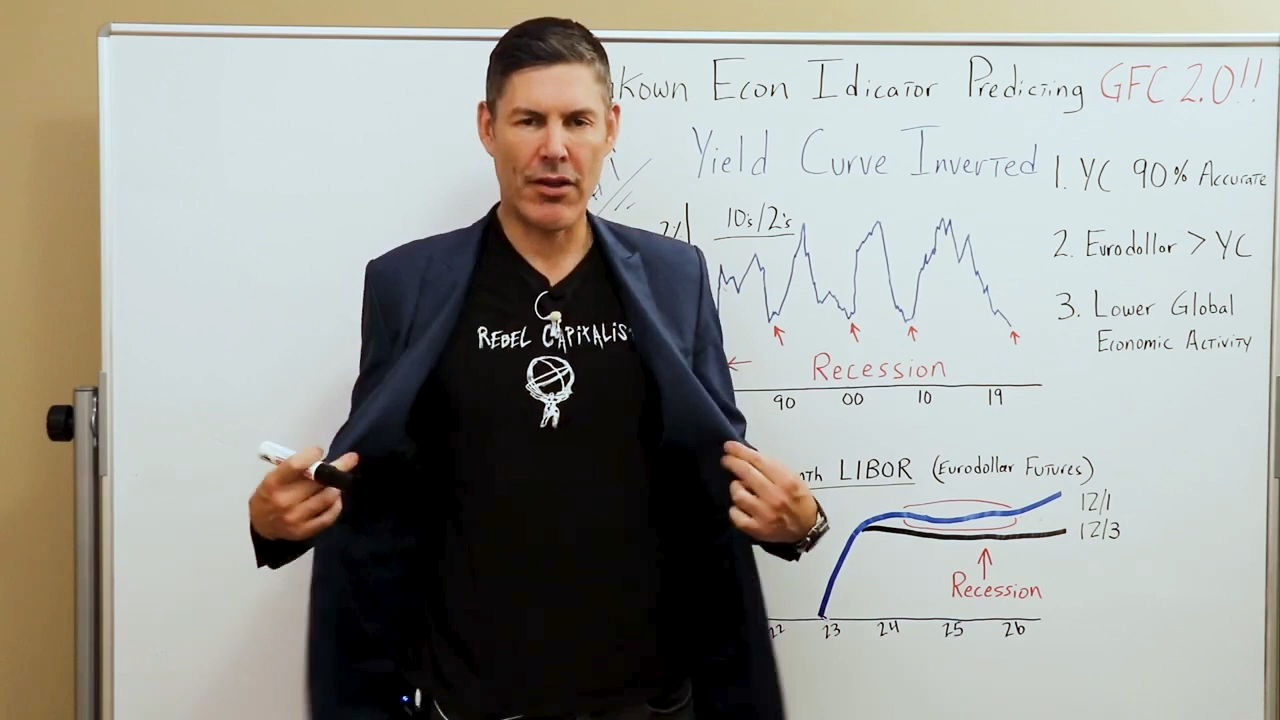 kown Econ Idicator Predicting GFC 2.0!!
Yield Curve Inverted
1. YC 90% Accurate
2. Eurodollar > YC
3. Lower Global
Economic Activity
2%
10's/2's
Recession
90 00 10 19
REBEL CAPITALIS
LIBOR (Eurodollar Futures)
12/1
12/3
Recession
22 23 24 25 26